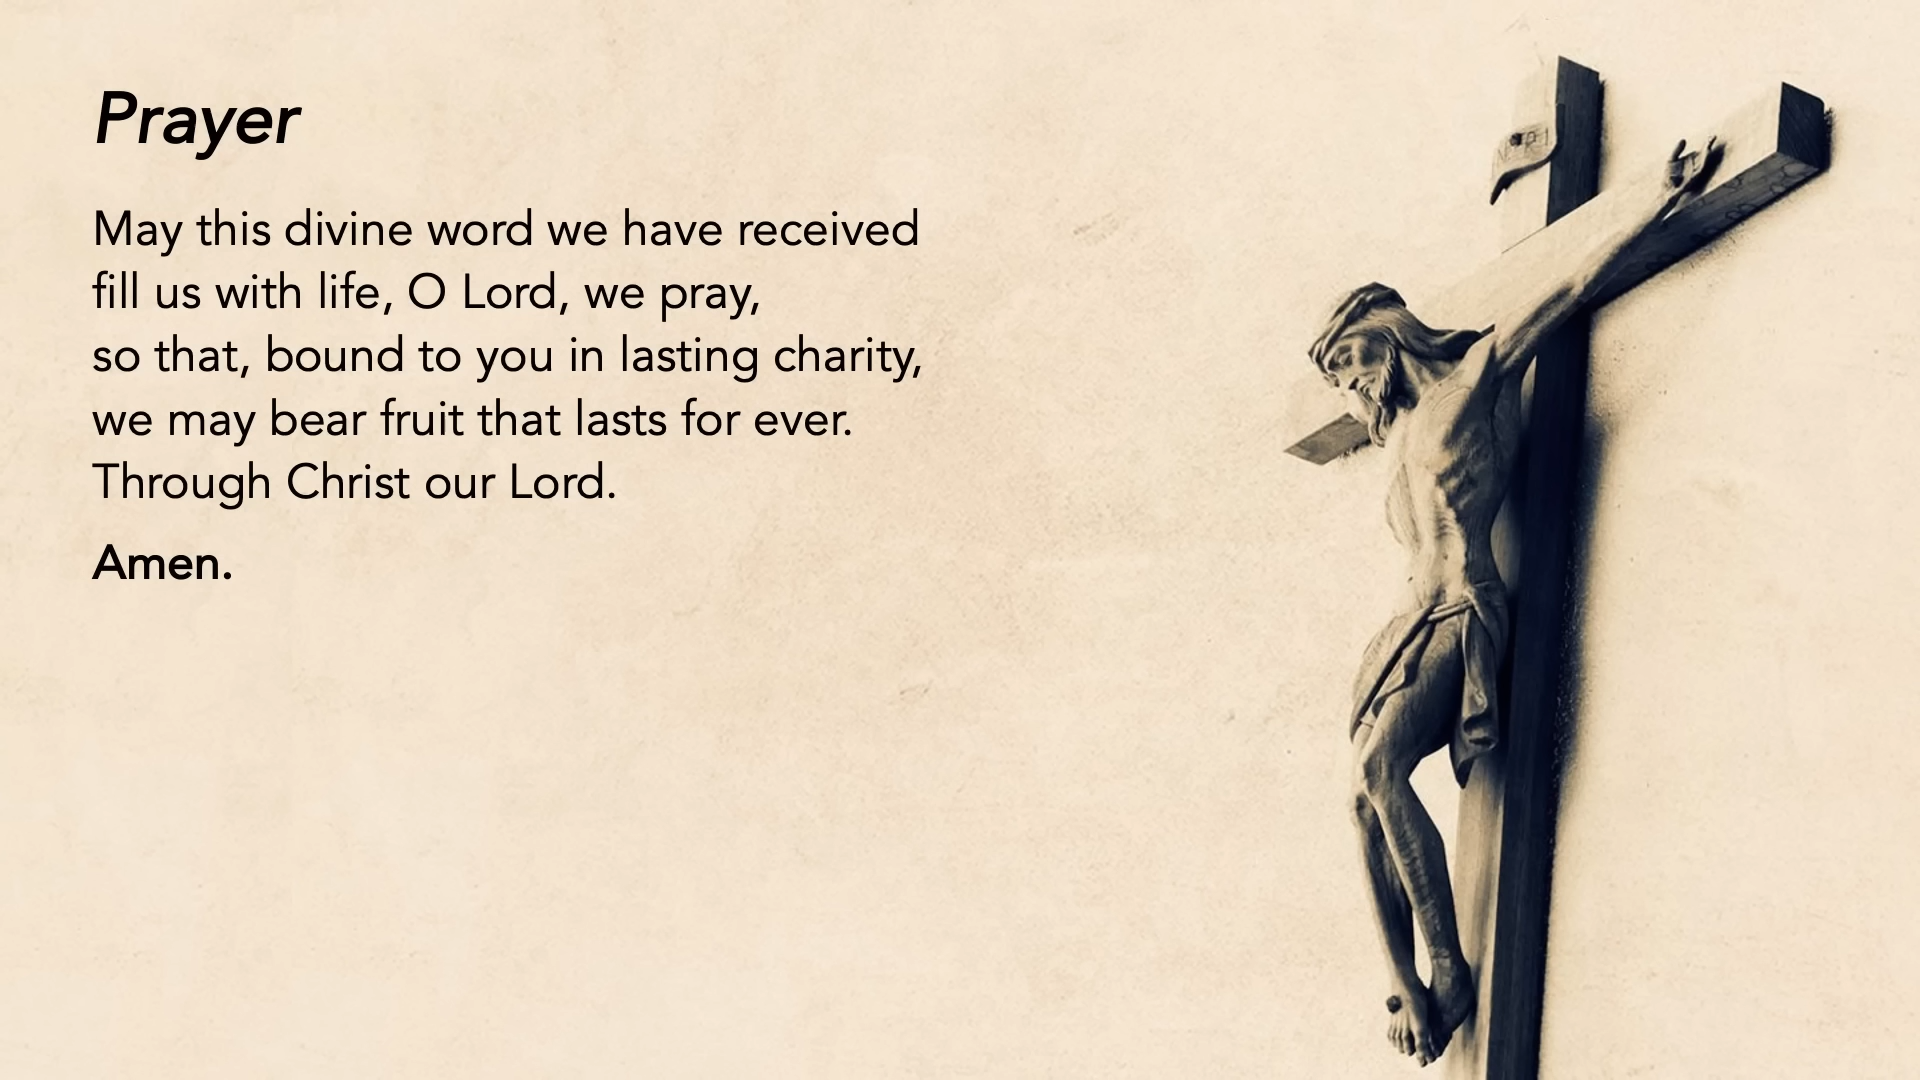 Prayer
May this divine word we have received
fill us with life, O Lord, we pray,
so that, bound to you in lasting charity,
we may bear fruit that lasts for ever.
Through Christ our Lord.
Amen.